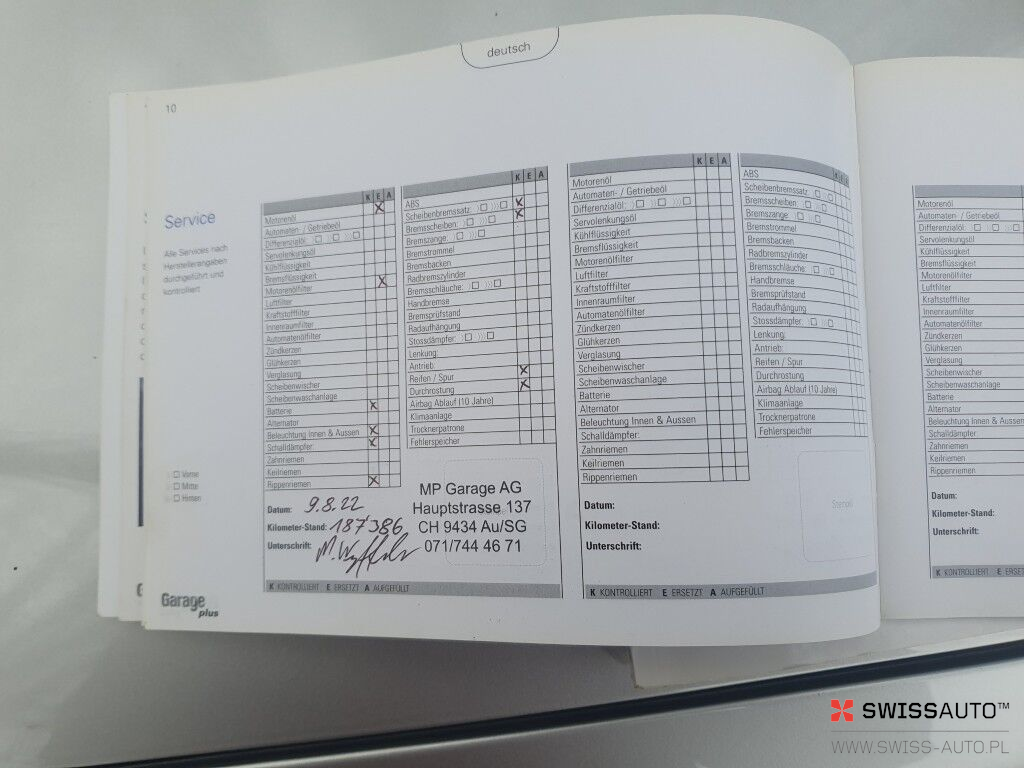 deutsch
10
Service
Alle Services nach
Herstellerangaben
durchgeführt und
kontrolliert
Vorne
Mitte
Hinten
Garage
plus
K E A
Motorenöl
Automaten- / Getriebeöl
Differenzialöl:
Servolenkungsöl
Kühlflüssigkeit
Bremsflüssigkeit
Motorenölfilter
Luftfilter
Kraftstofffilter
Innenraumfilter
Automatenölfilter
Zündkerzen
Glühkerzen
Verglasung
Scheibenwischer
Scheibenwaschanlage
Batterie
Alternator
Beleuchtung Innen & Aussen
Schalldämpfer:
Zahnriemen
Keilriemen
Rippenriemen
K E A
ABS
Scheibenbremssatz:
Bremsscheiben:
Bremszange:
Bremstrommel
Bremsbacken
Radbremszylinder
Bremsschläuche:
Handbremse
Bremsprüfstand
Radaufhängung
Stossdämpfer:
Lenkung:
Antrieb
Reifen / Spur
Durchrostung
Airbag Ablauf (10 Jahre)
Klimaanlage
Trocknerpatrone
Fehlerspeicher
Datum: 9.8.22
Kilometer-Stand: 187386
Unterschrift:
MP Garage AG
Hauptstrasse 137
CH 9434 Au/SG
071/744 46 71
K KONTROLLIERT E ERSETZT A AUFGEFÜLLT
K E A
Motorenöl
Automaten- / Getriebeöl
Differenzialöl:
Servolenkungsöl
Kühlflüssigkeit
Bremsflüssigkeit
Motorenölfilter
Luftfilter
Kraftstofffilter
Innenraumfilter
Automatenölfilter
Zündkerzen
Glühkerzen
Verglasung
Scheibenwischer
Scheibenwaschanlage
Batterie
Alternator
Beleuchtung Innen & Aussen
Schalldämpfer:
Zahnriemen
Keilriemen
Rippenriemen
K E A
ABS
Scheibenbremssatz:
Bremsscheiben:
Bremszange:
Bremstrommel
Bremsbacken
Radbremszylinder
Bremsschläuche:
Handbremse
Bremsprüfstand
Radaufhängung
Stossdämpfer:
Lenkung:
Antrieb:
Reifen / Spur
Durchrostung
Airbag Ablauf (10 Jahre)
Klimaanlage
Trocknerpatrone
Fehlerspeicher
Datum:
Kilometer-Stand:
Unterschrift:
Stempel
K KONTROLLIERT E ERSETZT A AUFGEFÜLLT
Motorenöl
Automaten- / Getriebeöl
Differenzialöl:
Servolenkungsöl
Kühlflüssigkeit
Bremsflüssigkeit
Motorenölfilter
Luftfilter
Kraftstofffilter
Innenraumfilter
Automatenölfilter
Zündkerzen
Glühkerzen
Verglasung
Scheibenwischer
Scheibenwaschanlage
Batterie
Alternator
Beleuchtung Innen & Aussen
Schalldämpfer:
Zahnriemen
Keilriemen
Rippenriemen
Datum:
Kilometer-Stand:
Unterschrift:
K KONTROLLIERT E ERSETZT
SWISSAUTO™
WWW.SWISS-AUTO.PL